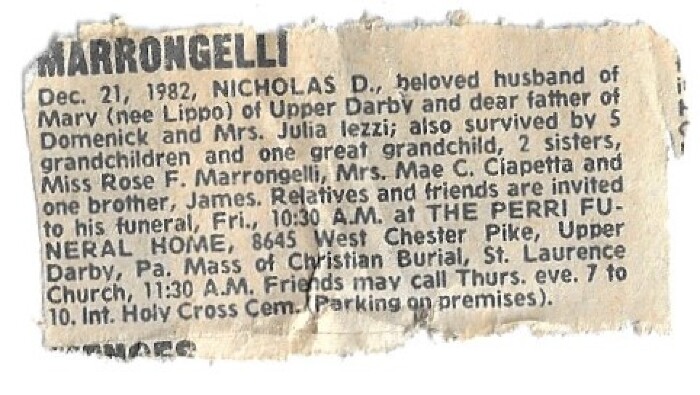 MARRONGELLI
Dec. 21, 1982, NICHOLAS D., beloved husband of
Mary (nee Lippo) of Upper Darby and dear father of
Domenick and Mrs. Julia Iezzi; also survived by 5
grandchildren and one great grandchild, 2 sisters,
Miss Rose F. Marrongelli, Mrs. Mae C. Ciapetta and
one brother, James. Relatives and friends are invited
to his funeral, Fri., 10:30 A.M. at THE PERRI FU-
NERAL HOME, 8645 West Chester Pike, Upper
Darby, Pa. Mass of Christian Burial, St. Laurence
Church, 11:30 A.M. Friends may call Thurs. eve. 7 to
10. Int. Holy Cross Cem. (Parking on premises).